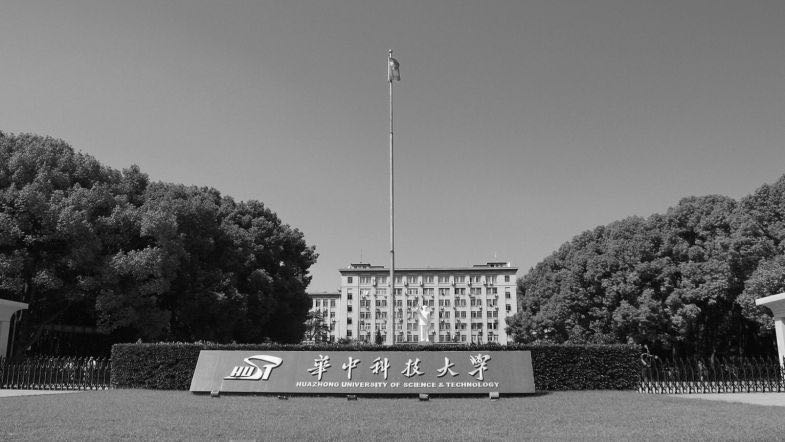 HUST 華中科技大學
HUAZHONG UNIVERSITY OF SCIENCE & TECHNOLOGY